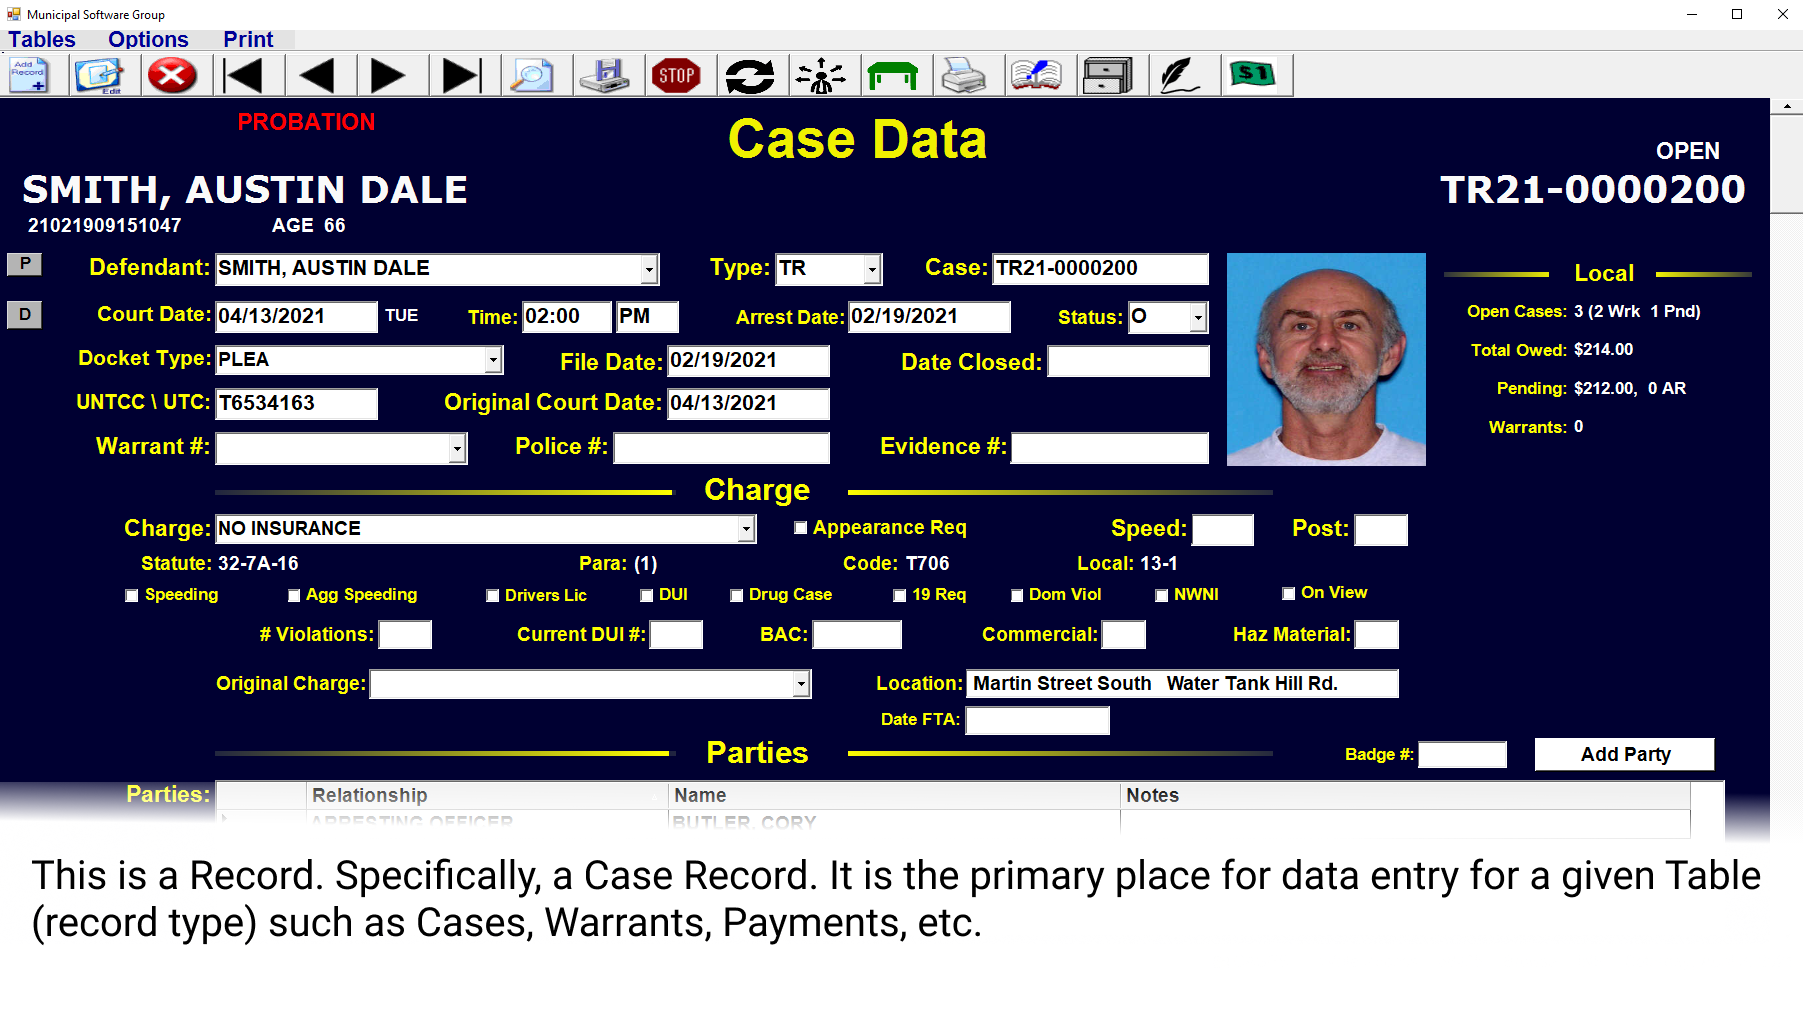 Municipal Software Group
Tables Options Print
Add Record Edit STOP $1
PROBATION
Case Data
OPEN
SMITH, AUSTIN DALE
TR21-0000200
21021909151047 AGE 66
P Defendant: SMITH, AUSTIN DALE Type: TR Case: TR21-0000200 Local
D Court Date: 04/13/2021 TUE Time: 02:00 PM Arrest Date: 02/19/2021 Status: O Open Cases: 3 (2 Wrk 1 Pnd)
Docket Type: PLEA File Date: 02/19/2021 Date Closed: Total Owed: $214.00
UNTCC \ UTC: T6534163 Original Court Date: 04/13/2021 Pending: $212.00, 0 AR
Warrant #: Police #: Evidence #: Warrants: 0
Charge
Charge: NO INSURANCE Appearance Req Speed: Post:
Statute: 32-7A-16 Para: (1) Code: T706 Local: 13-1
Speeding Agg Speeding Drivers Lic DUI Drug Case 19 Req Dom Viol NWNI On View
# Violations: Current DUI #: BAC: Commercial: Haz Material:
Original Charge: Location: Martin Street South Water Tank Hill Rd.
Date FTA:
Parties Badge #: Add Party
Parties: Relationship Name Notes
ARRESTING OFFICER BUTLER, CORY
This is a Record. Specifically, a Case Record. It is the primary place for data entry for a given Table
(record type) such as Cases, Warrants, Payments, etc.